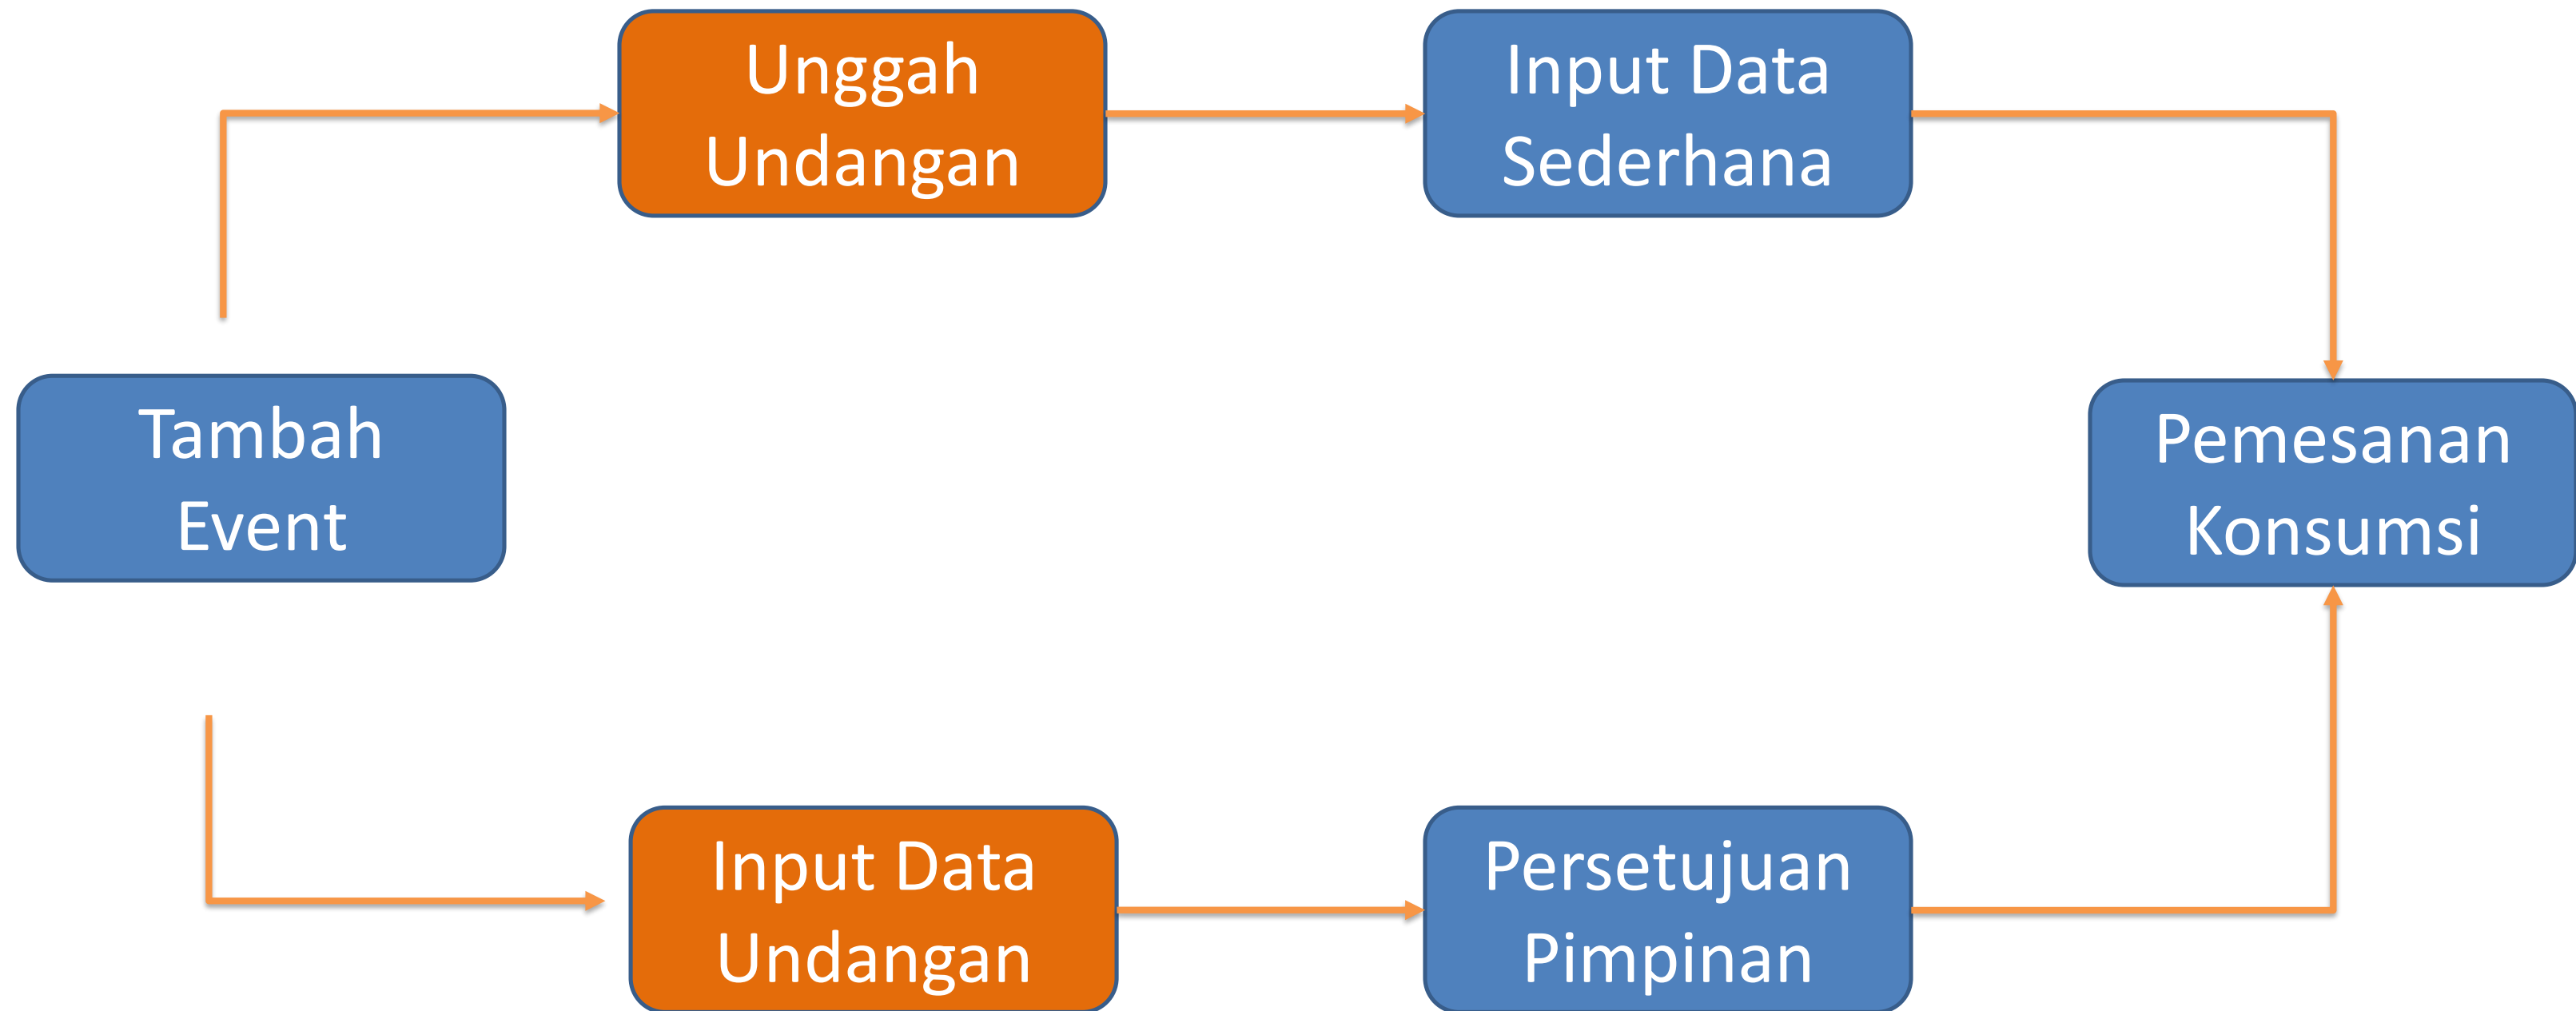 Unggah
Undangan
Input Data
Sederhana
Tambah
Event
Pemesanan
Konsumsi
Input Data
Undangan
Persetujuan
Pimpinan